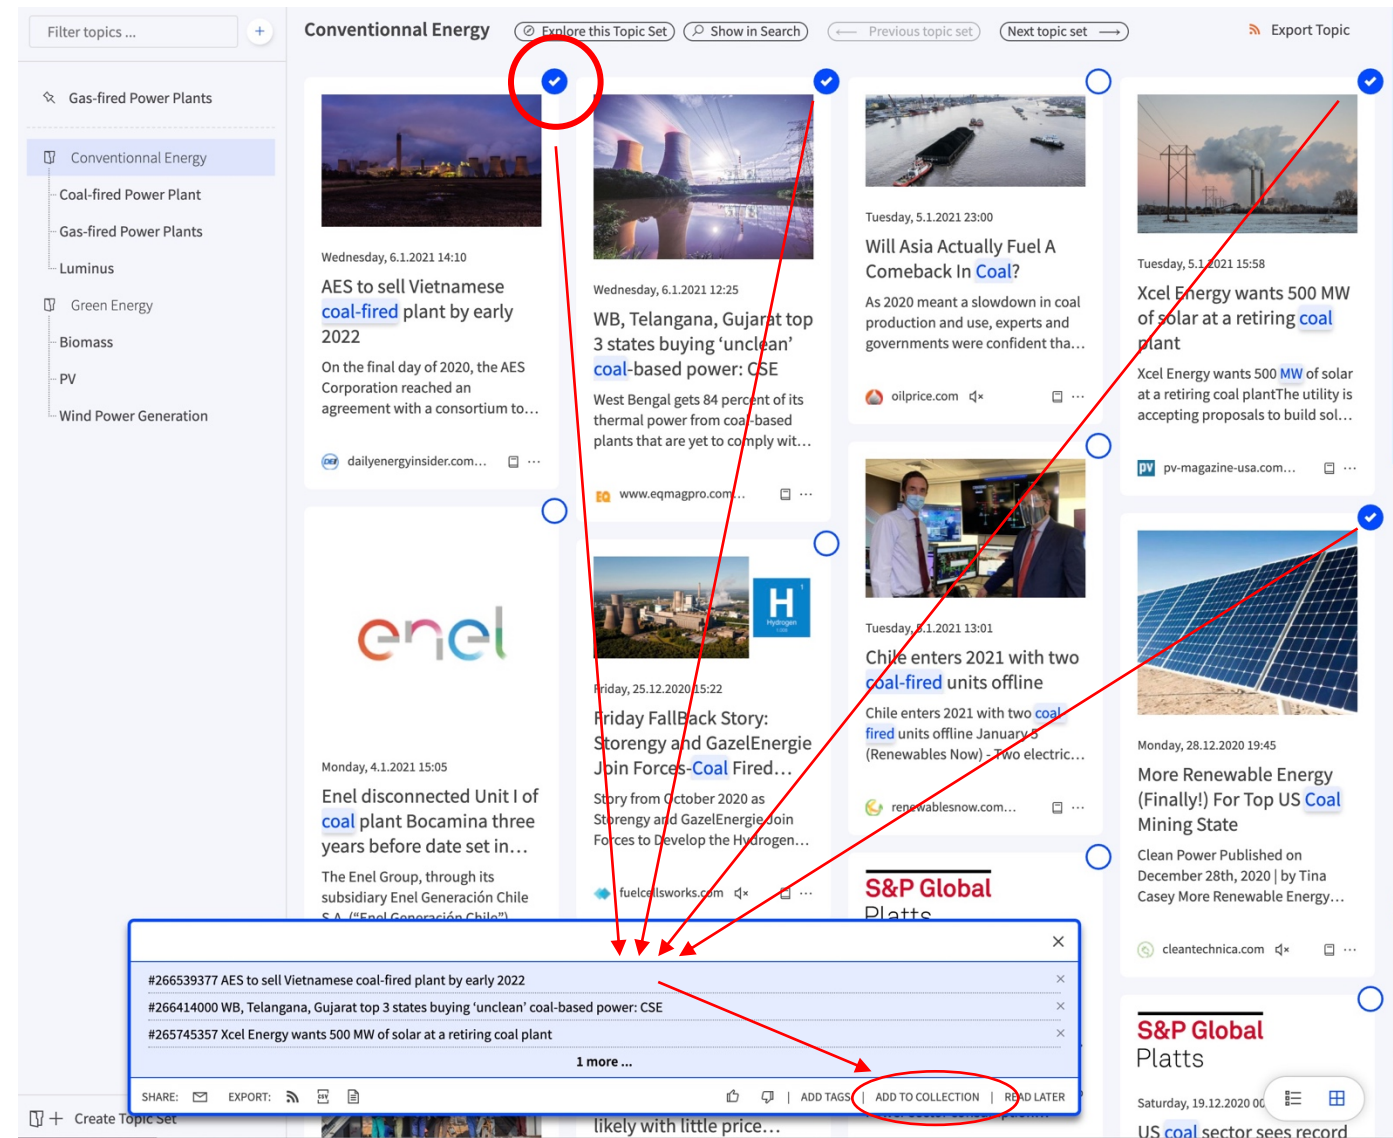 Filter topics ...
+
Gas-fired Power Plants
Conventionnal Energy
Coal-fired Power Plant
Gas-fired Power Plants
Luminus
Green Energy
Biomass
PV
Wind Power Generation
Create Topic Set
Conventionnal Energy
Explore this Topic Set
Show in Search
Previous topic set
Next topic set
Export Topic
Wednesday, 6.1.2021 14:10
AES to sell Vietnamese
coal-fired plant by early
2022
On the final day of 2020, the AES
Corporation reached an
agreement with a consortium to...
DEI
dailyenergyinsider.com...
enel
Monday, 4.1.2021 15:05
Enel disconnected Unit I of
coal plant Bocamina three
years before date set in...
The Enel Group, through its
subsidiary Enel Generación Chile
S.A. (“Enel Generación Chile”)
Wednesday, 6.1.2021 12:25
WB, Telangana, Gujarat top
3 states buying ‘unclean’
coal-based power: CSE
West Bengal gets 84 percent of its
thermal power from coal-based
plants that are yet to comply wit...
EQ
www.eqmagpro.com...
H
1
Hydrogen
Friday, 25.12.2020 15:22
Friday FallBack Story:
Storengy and GazelEnergie
Join Forces-Coal Fired...
Story from October 2020 as
Storengy and GazelEnergie Join
Forces to Develop the Hydrogen...
fuelcellsworks.com
likely with little price...
Tuesday, 5.1.2021 23:00
Will Asia Actually Fuel A
Comeback In Coal?
As 2020 meant a slowdown in coal
production and use, experts and
governments were confident tha...
oilprice.com
Tuesday, 5.1.2021 13:01
Chile enters 2021 with two
coal-fired units offline
Chile enters 2021 with two coal-
fired units offline January 5
(Renewables Now) - Two electric...
renewablesnow.com...
S&P Global
Platts
Tuesday, 5.1.2021 15:58
Xcel Energy wants 500 MW
of solar at a retiring coal
plant
Xcel Energy wants 500 MW of solar
at a retiring coal plantThe utility is
accepting proposals to build sol...
pv
pv-magazine-usa.com...
Monday, 28.12.2020 19:45
More Renewable Energy
(Finally!) For Top US Coal
Mining State
Clean Power Published on
December 28th, 2020 | by Tina
Casey More Renewable Energy...
cleantechnica.com
S&P Global
Platts
Saturday, 19.12.2020
US coal sector sees record
#266539377 AES to sell Vietnamese coal-fired plant by early 2022
#266414000 WB, Telangana, Gujarat top 3 states buying ‘unclean’ coal-based power: CSE
#265745357 Xcel Energy wants 500 MW of solar at a retiring coal plant
1 more ...
SHARE:
EXPORT:
CSV
| ADD TAGS | ADD TO COLLECTION | READ LATER